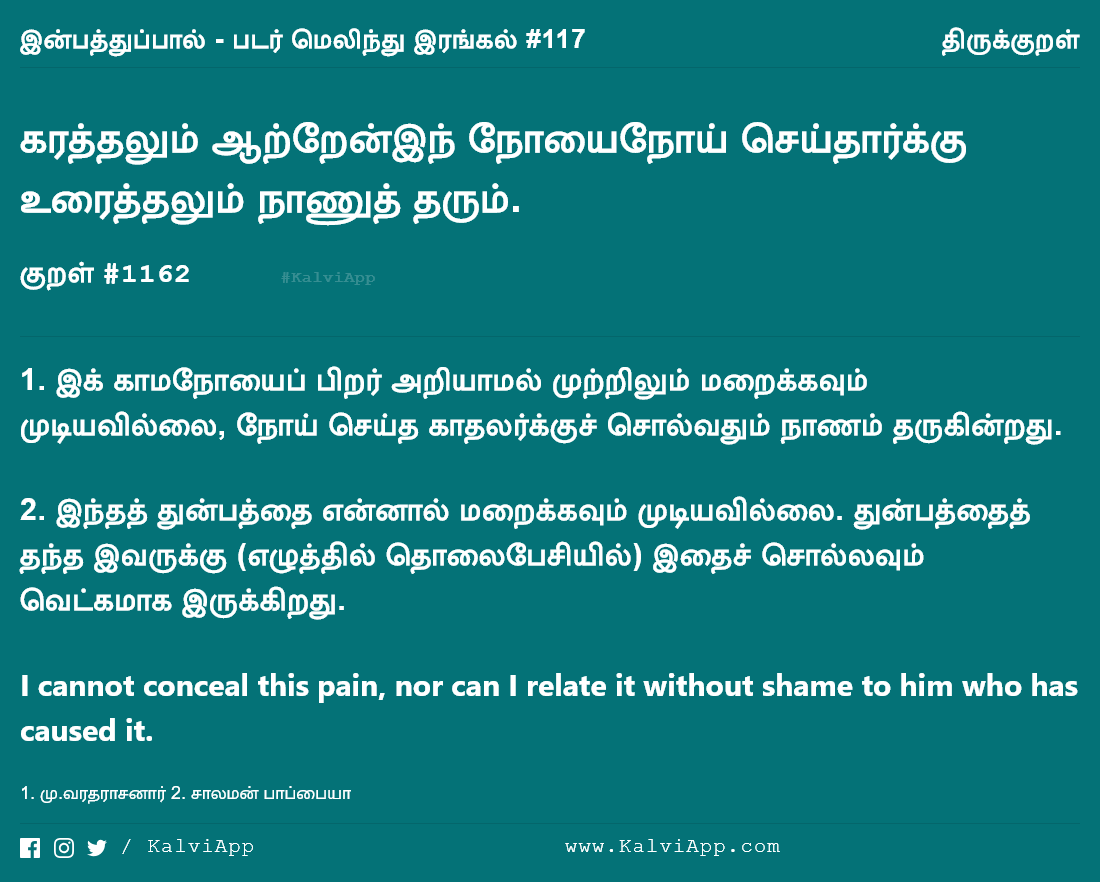 இன்பத்துப்பால் - படர் மெலிந்து இரங்கல் #117 திருக்குறள்
கரத்தலும் ஆற்றேன்இந் நோயைநோய் செய்தார்க்கு
உரைத்தலும் நாணுத் தரும்.
குறள் #1162 #KalviApp
1. இக் காமநோயைப் பிறர் அறியாமல் முற்றிலும் மறைக்கவும்
முடியவில்லை, நோய் செய்த காதலர்க்குச் சொல்வதும் நாணம் தருகின்றது.
2. இந்தத் துன்பத்தை என்னால் மறைக்கவும் முடியவில்லை. துன்பத்தைத்
தந்த இவருக்கு (எழுத்தில் தொலைபேசியில்) இதைச் சொல்லவும்
வெட்கமாக இருக்கிறது.
I cannot conceal this pain, nor can I relate it without shame to him who has
caused it.
1. மு.வரதராசனார் 2. சாலமன் பாப்பையா
/ KalviApp www.KalviApp.com